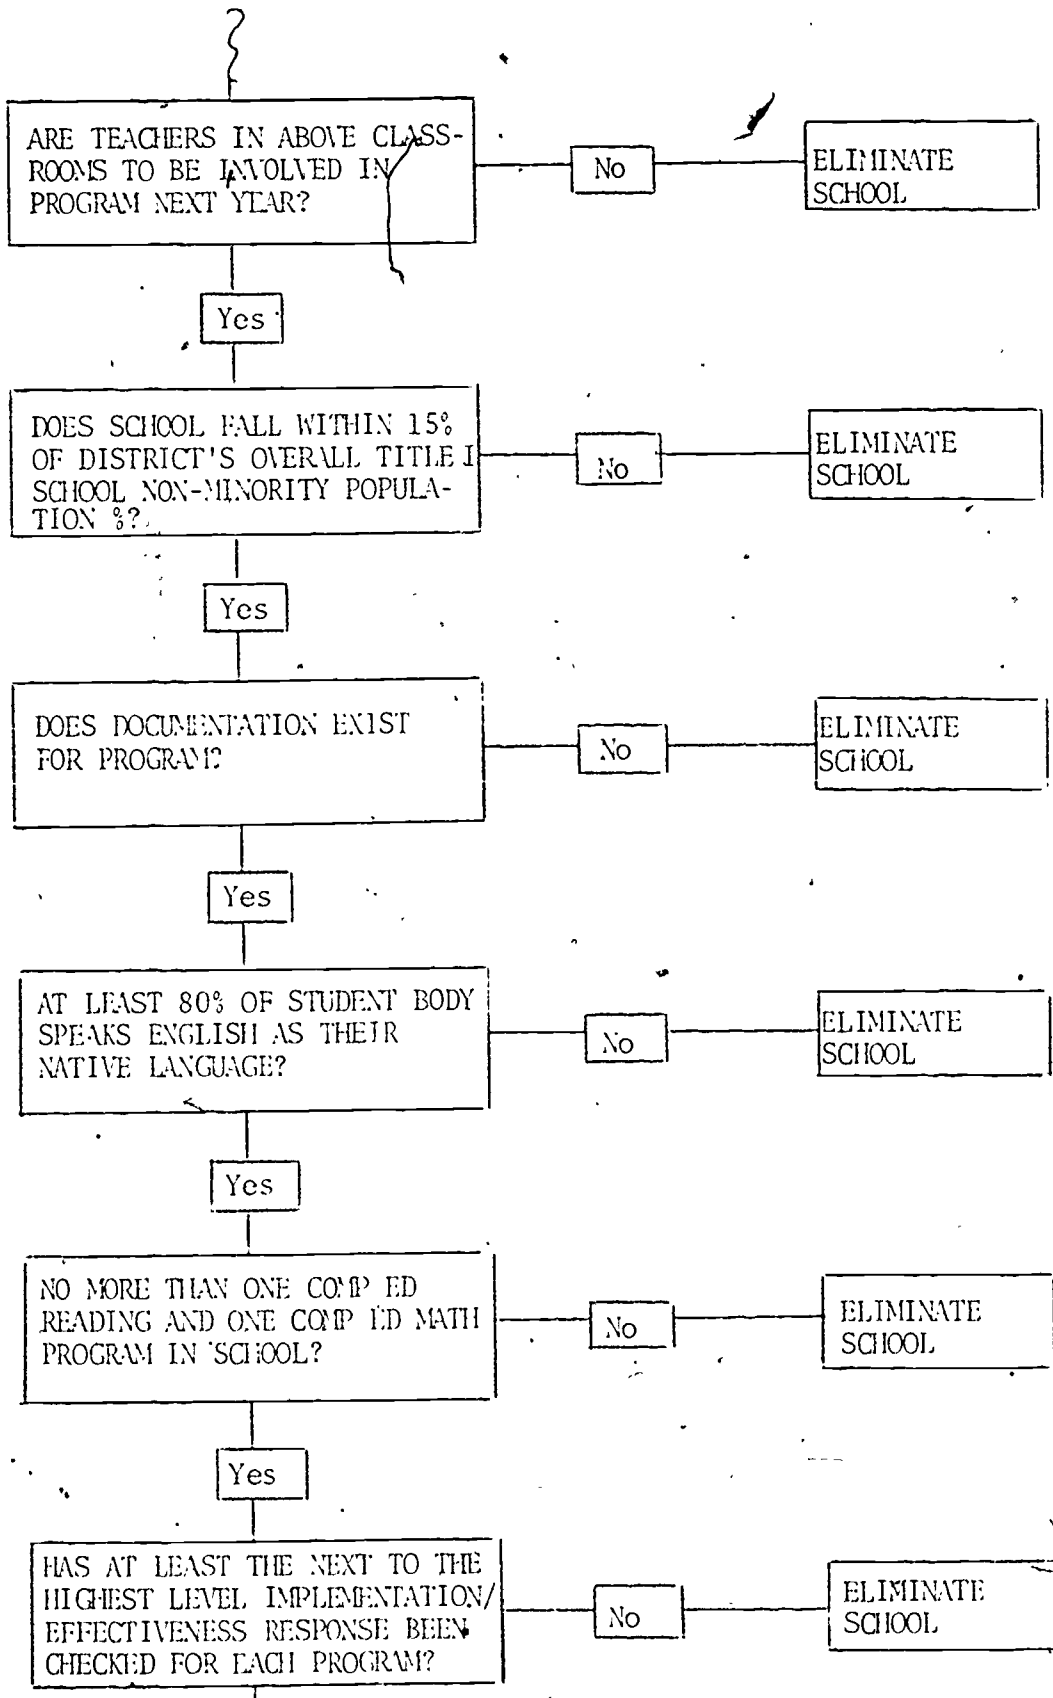 ARE TEACHERS IN ABOVE CLASS-
ROOMS TO BE INVOLVED IN
PROGRAM NEXT YEAR?
No
ELIMINATE
SCHOOL
Yes
DOES SCHOOL FALL WITHIN 15%
OF DISTRICT'S OVERALL TITLE I
SCHOOL NON-MINORITY POPULA-
TION %?
No
ELIMINATE
SCHOOL
Yes
DOES DOCUMENTATION EXIST
FOR PROGRAM?
No
ELIMINATE
SCHOOL
Yes
AT LEAST 80% OF STUDENT BODY
SPEAKS ENGLISH AS THEIR
NATIVE LANGUAGE?
No
ELIMINATE
SCHOOL
Yes
NO MORE THAN ONE COMP ED
READING AND ONE COMP ED MATH
PROGRAM IN SCHOOL?
No
ELIMINATE
SCHOOL
Yes
HAS AT LEAST THE NEXT TO THE
HIGHEST LEVEL IMPLEMENTATION/
EFFECTIVENESS RESPONSE BEEN
CHECKED FOR EACH PROGRAM?
No
ELIMINATE
SCHOOL